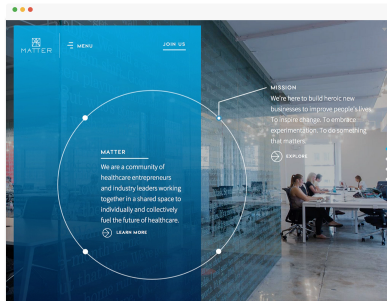 MATTER
MENU
JOIN US
MISSION
We're here to build heroic new
businesses to improve people's lives.
To inspire change. To embrace
experimentation. To do something
that matters.
EXPLORE
MATTER
We are a community of
healthcare entrepreneurs
and industry leaders working
together in a shared space to
individually and collectively
fuel the future of healthcare.
LEARN MORE